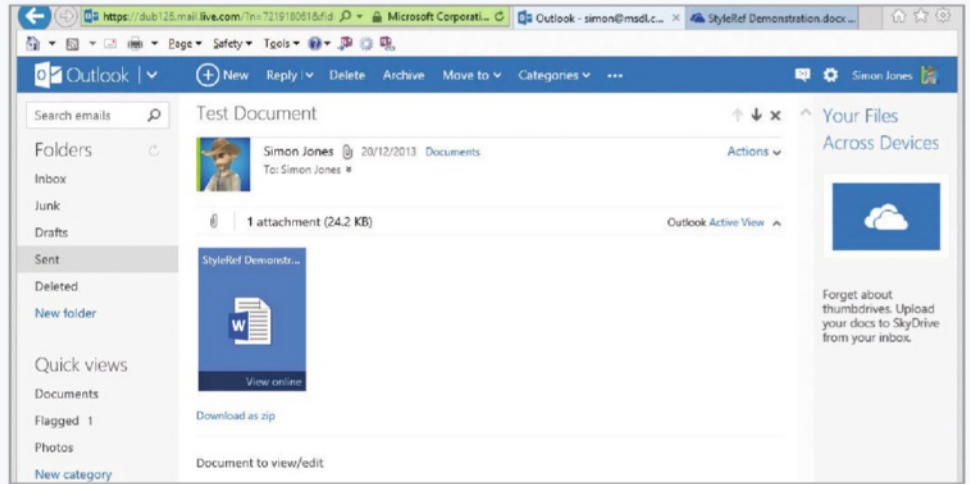 https://dub125.mail.live.com/?n=721918061&fid
Microsoft Corporati...
Outlook - simon@msdl.c...
StyleRef Demonstration.docx ...
Page Safety Tools
Outlook
New Reply Delete Archive Move to Categories ...
Simon Jones
Search emails
Folders
Inbox
Junk
Drafts
Sent
Deleted
New folder
Quick views
Documents
Flagged 1
Photos
New category
Test Document
Simon Jones 20/12/2013 Documents
Actions
To: Simon Jones
1 attachment (24.2 KB)
Outlook Active View
StyleRef Demonstr...
W
View online
Download as zip
Document to view/edit
Your Files
Across Devices
Forget about
thumbdrives. Upload
your docs to SkyDrive
from your inbox.